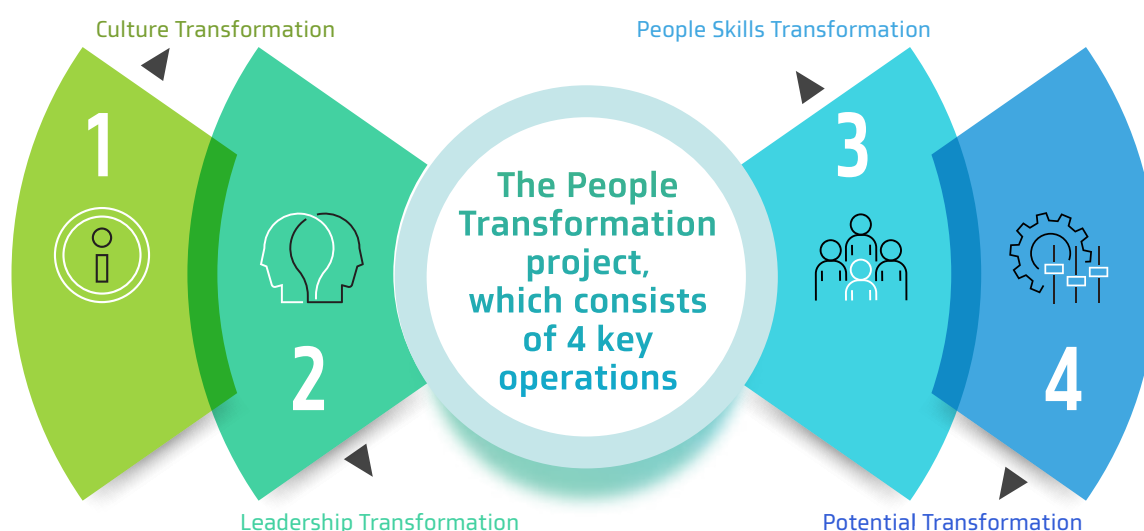 Culture Transformation
People Skills Transformation
1
2
The People
Transformation
project,
which consists
of 4 key
operations
3
4
Leadership Transformation
Potential Transformation